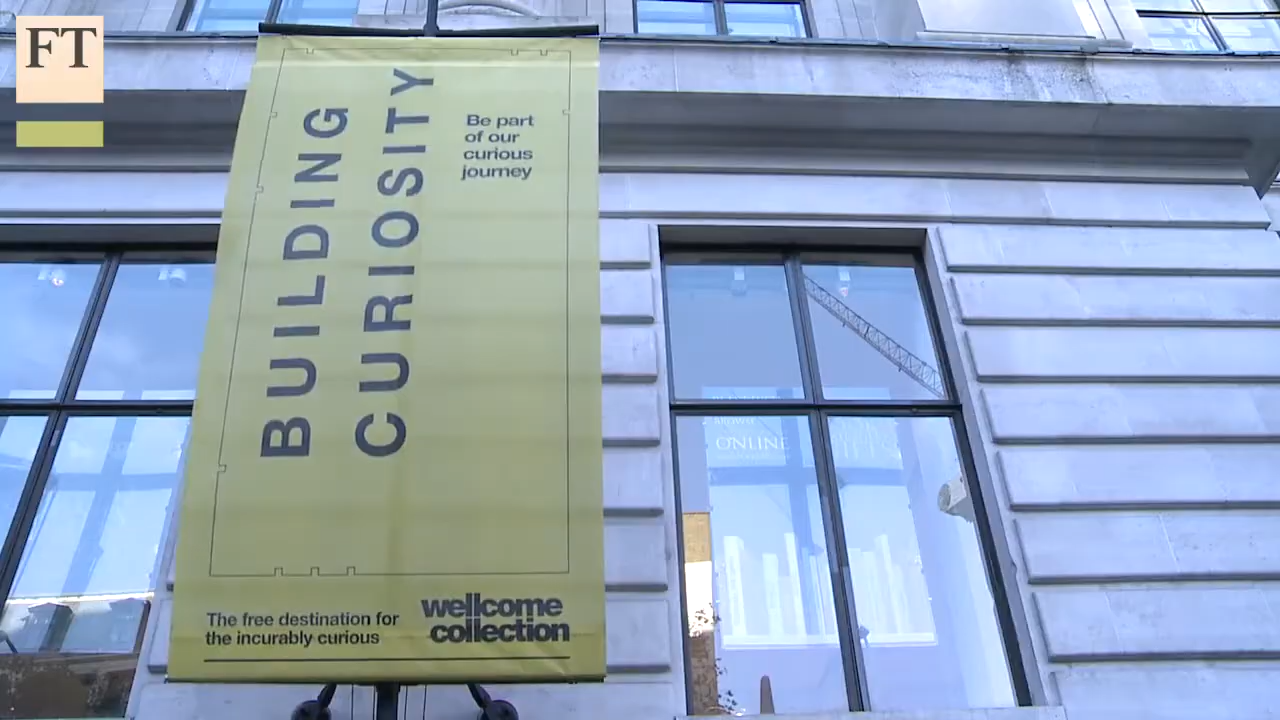 FT
BUILDING
CURIOSITY
Be part
of our
curious
journey
The free destination for
the incurably curious
wellcome
collection
ONLINE